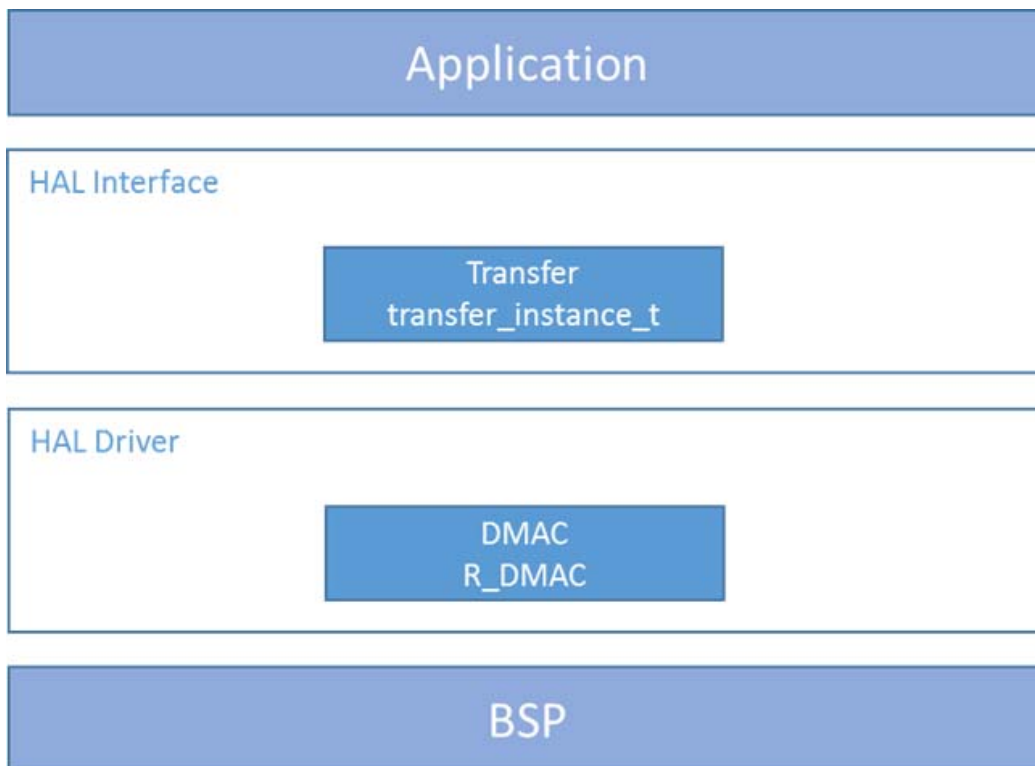 Application
HAL Interface
Transfer
transfer_instance_t
HAL Driver
DMAC
R_DMAC
BSP